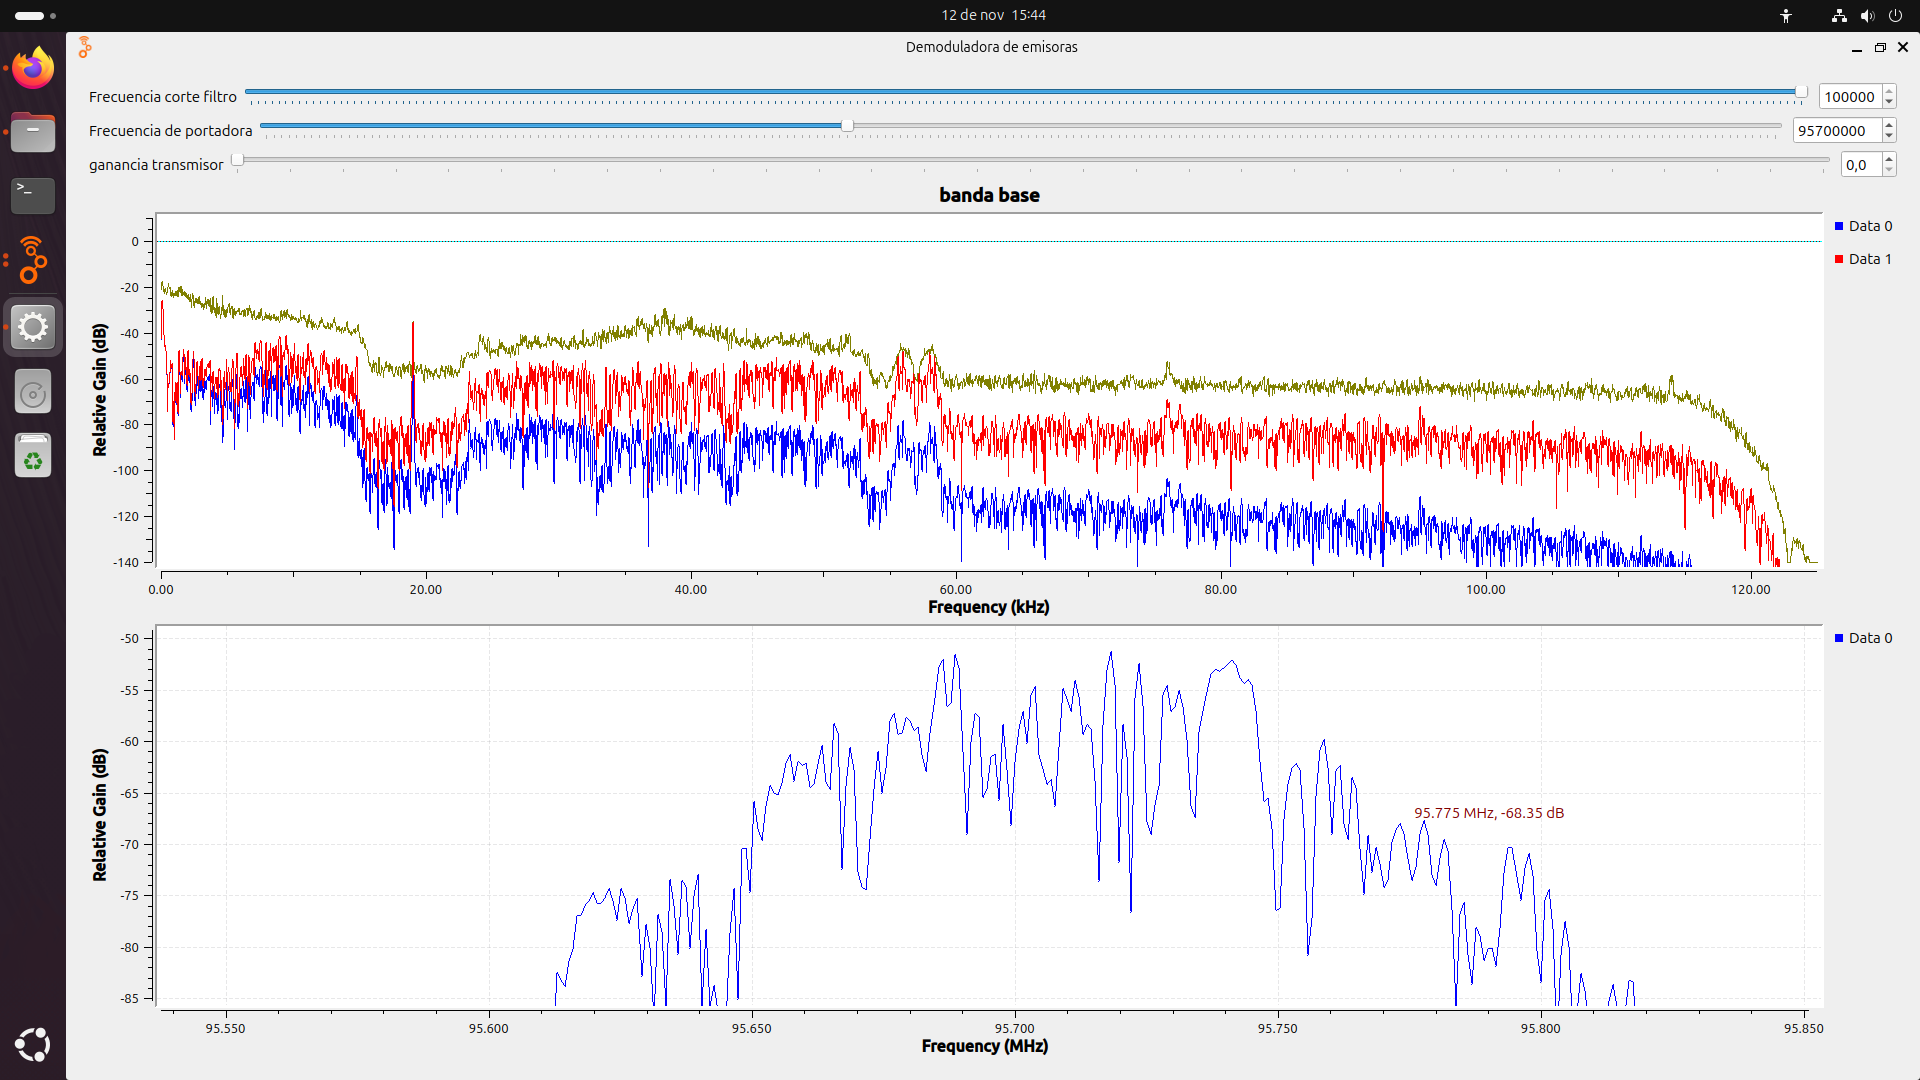 12 de nov 15:44
Demoduladora de emisoras
Frecuencia corte filtro 100000
Frecuencia de portadora 95700000
ganancia transmisor 0,0
banda base
Data 0
Data 1
Relative Gain (dB)
0
-20
-40
-60
-80
-100
-120
-140
0.00 20.00 40.00 60.00 80.00 100.00 120.00
Frequency (kHz)
Data 0
Relative Gain (dB)
-50
-55
-60
-65
-70
-75
-80
-85
95.775 MHz, -68.35 dB
95.550 95.600 95.650 95.700 95.750 95.800 95.850
Frequency (MHz)
>_